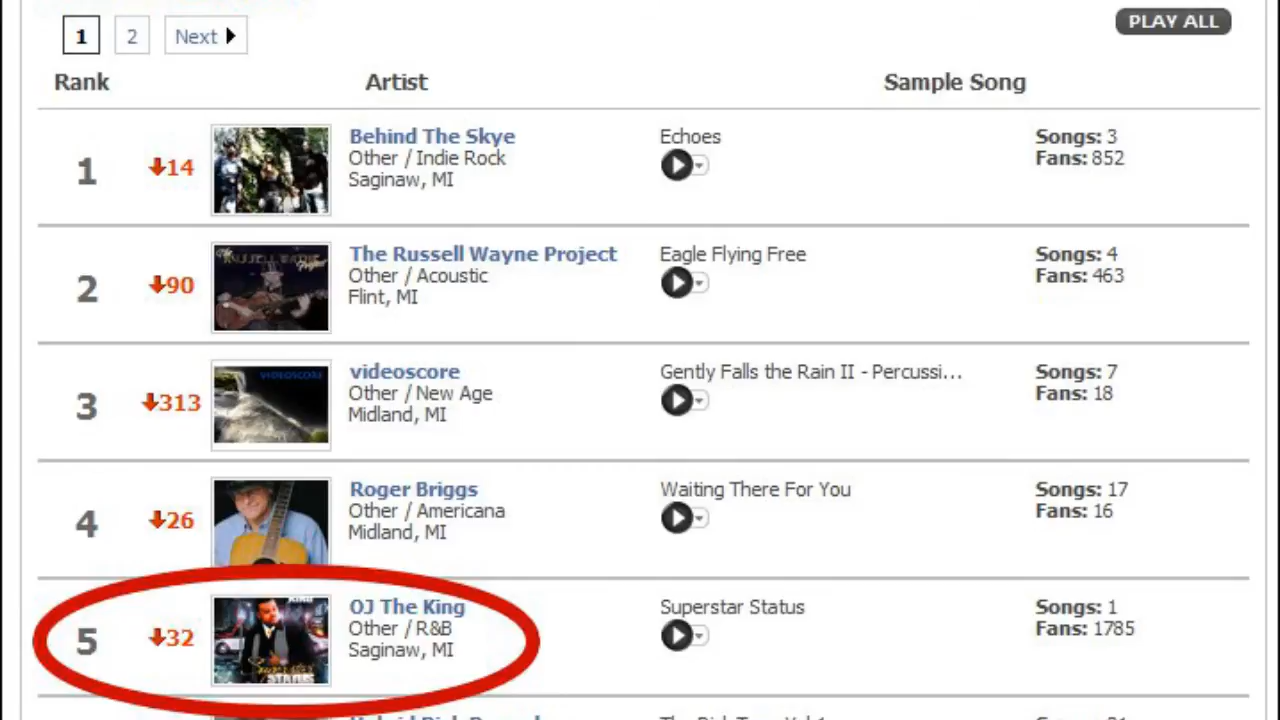 1 2 Next PLAY ALL
Rank Artist Sample Song
1 14 Behind The Skye Echoes Songs: 3
Other / Indie Rock Fans: 852
Saginaw, MI
2 90 The Russell Wayne Project Eagle Flying Free Songs: 4
Other / Acoustic Fans: 463
Flint, MI
3 313 videoscore Gently Falls the Rain II - Percussi... Songs: 7
VIDEOSCORE Other / New Age Fans: 18
Midland, MI
4 26 Roger Briggs Waiting There For You Songs: 17
Other / Americana Fans: 16
Midland, MI
5 32 OJ The King Superstar Status Songs: 1
Other / R&B Fans: 1785
Saginaw, MI
Superstar
STATUS